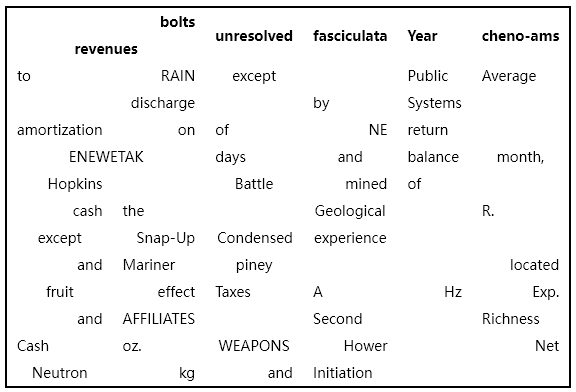 bolts
revenues unresolved fasciculata Year cheno-ams
to RAIN except Public Average
discharge by Systems
amortization on of NE return
ENEWETAK days and balance month,
Hopkins Battle mined of
cash the Geological R.
except Snap-Up Condensed experience
and Mariner piney located
fruit effect Taxes A Hz Exp.
and AFFILIATES Second Richness
Cash oz. WEAPONS Hower Net
Neutron kg and Initiation